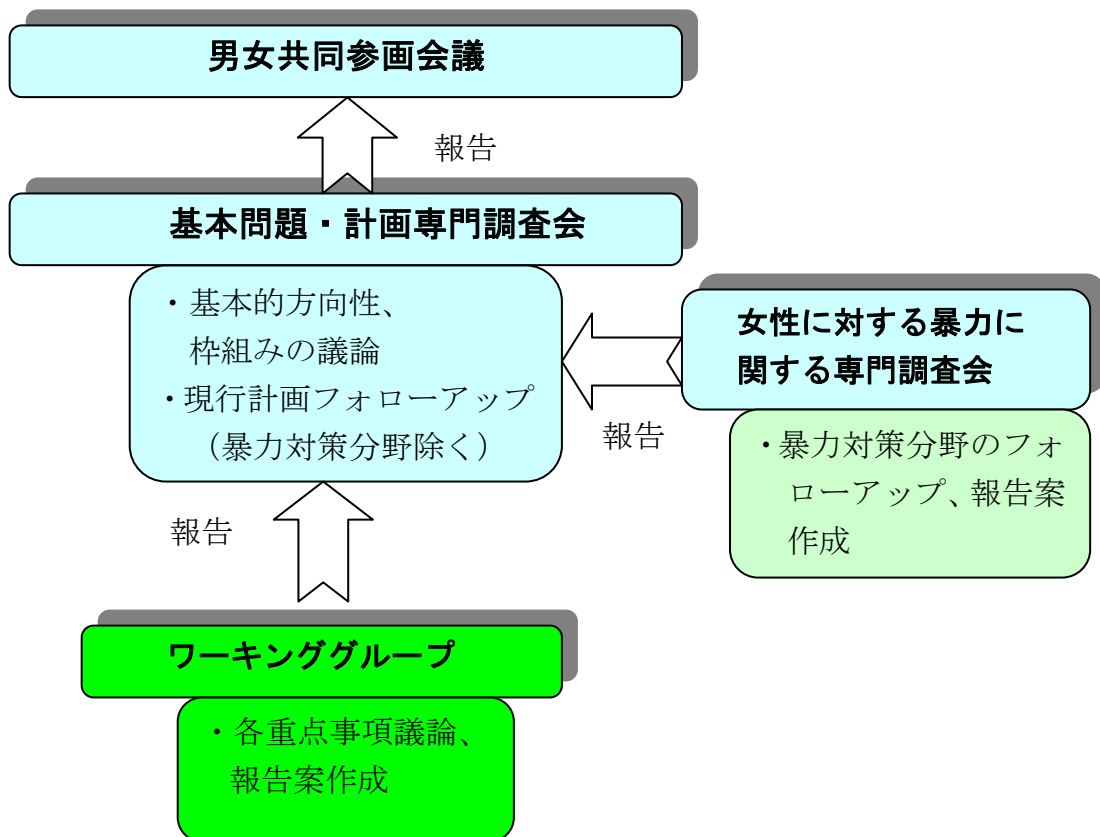 男女共同参画会議
報告
基本問題・計画専門調査会
・基本的方向性、
枠組みの議論
・現行計画フォローアップ
（暴力対策分野除く）
報告
女性に対する暴力に
関する専門調査会
・暴力対策分野のフォ
ローアップ、報告案
作成
報告
ワーキンググループ
・各重点事項議論、
報告案作成